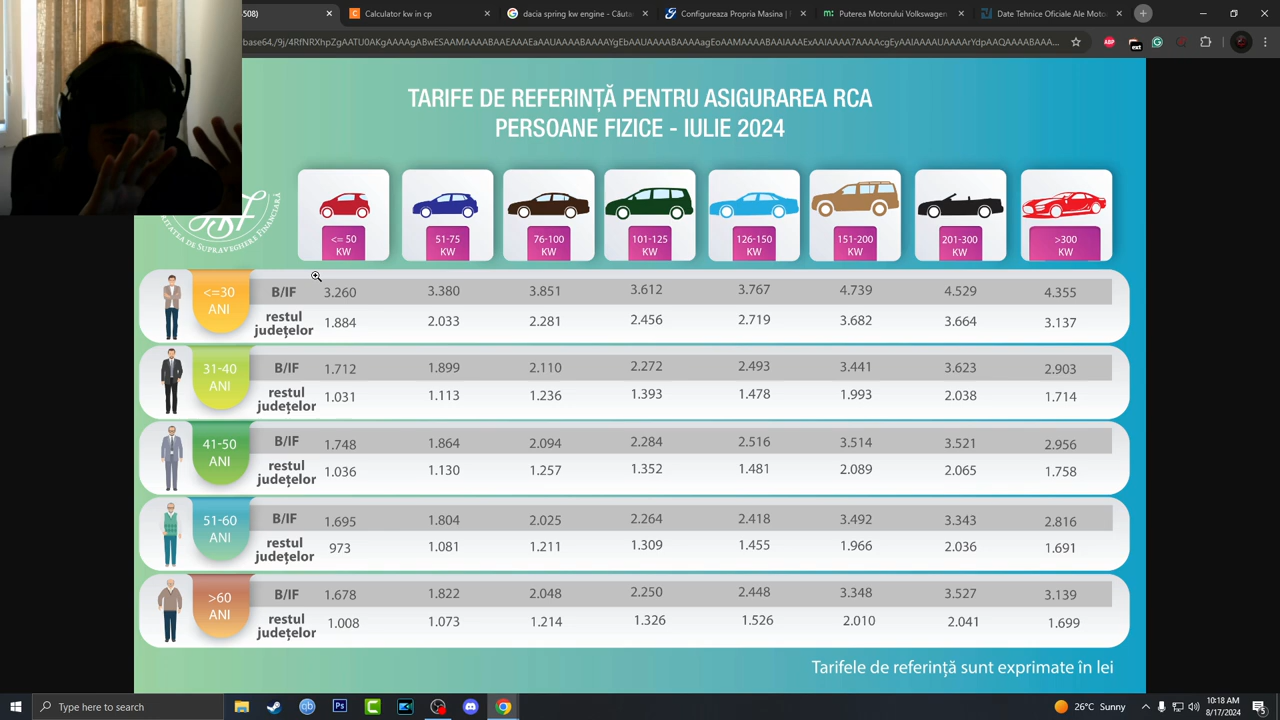 508)
Calculator kw in cp
dacia spring kw engine - Căuta
Configureaza Propria Masina |
Puterea Motorului Volkswagen
Date Tehnice Oficiale Ale Moto
ABP
ext
TARIFE DE REFERINȚĂ PENTRU ASIGURAREA RCA
PERSOANE FIZICE - IULIE 2024
DE SUPRAVEGHERE FINANCIARĂ
<= 50 KW 51-75 KW 76-100 KW 101-125 KW 126-150 KW 151-200 KW 201-300 KW >300 KW
<=30 ANI
B/IF 3.260 3.380 3.851 3.612 3.767 4.739 4.529 4.355
restul județelor 1.884 2.033 2.281 2.456 2.719 3.682 3.664 3.137
31-40 ANI
B/IF 1.712 1.899 2.110 2.272 2.493 3.441 3.623 2.903
restul județelor 1.031 1.113 1.236 1.393 1.478 1.993 2.038 1.714
41-50 ANI
B/IF 1.748 1.864 2.094 2.284 2.516 3.514 3.521 2.956
restul județelor 1.036 1.130 1.257 1.352 1.481 2.089 2.065 1.758
51-60 ANI
B/IF 1.695 1.804 2.025 2.264 2.418 3.492 3.343 2.816
restul județelor 973 1.081 1.211 1.309 1.455 1.966 2.036 1.691
>60 ANI
B/IF 1.678 1.822 2.048 2.250 2.448 3.348 3.527 3.139
restul județelor 1.008 1.073 1.214 1.326 1.526 2.010 2.041 1.699
Tarifele de referință sunt exprimate în lei
Type here to search
26°C Sunny
10:18 AM
8/17/2024